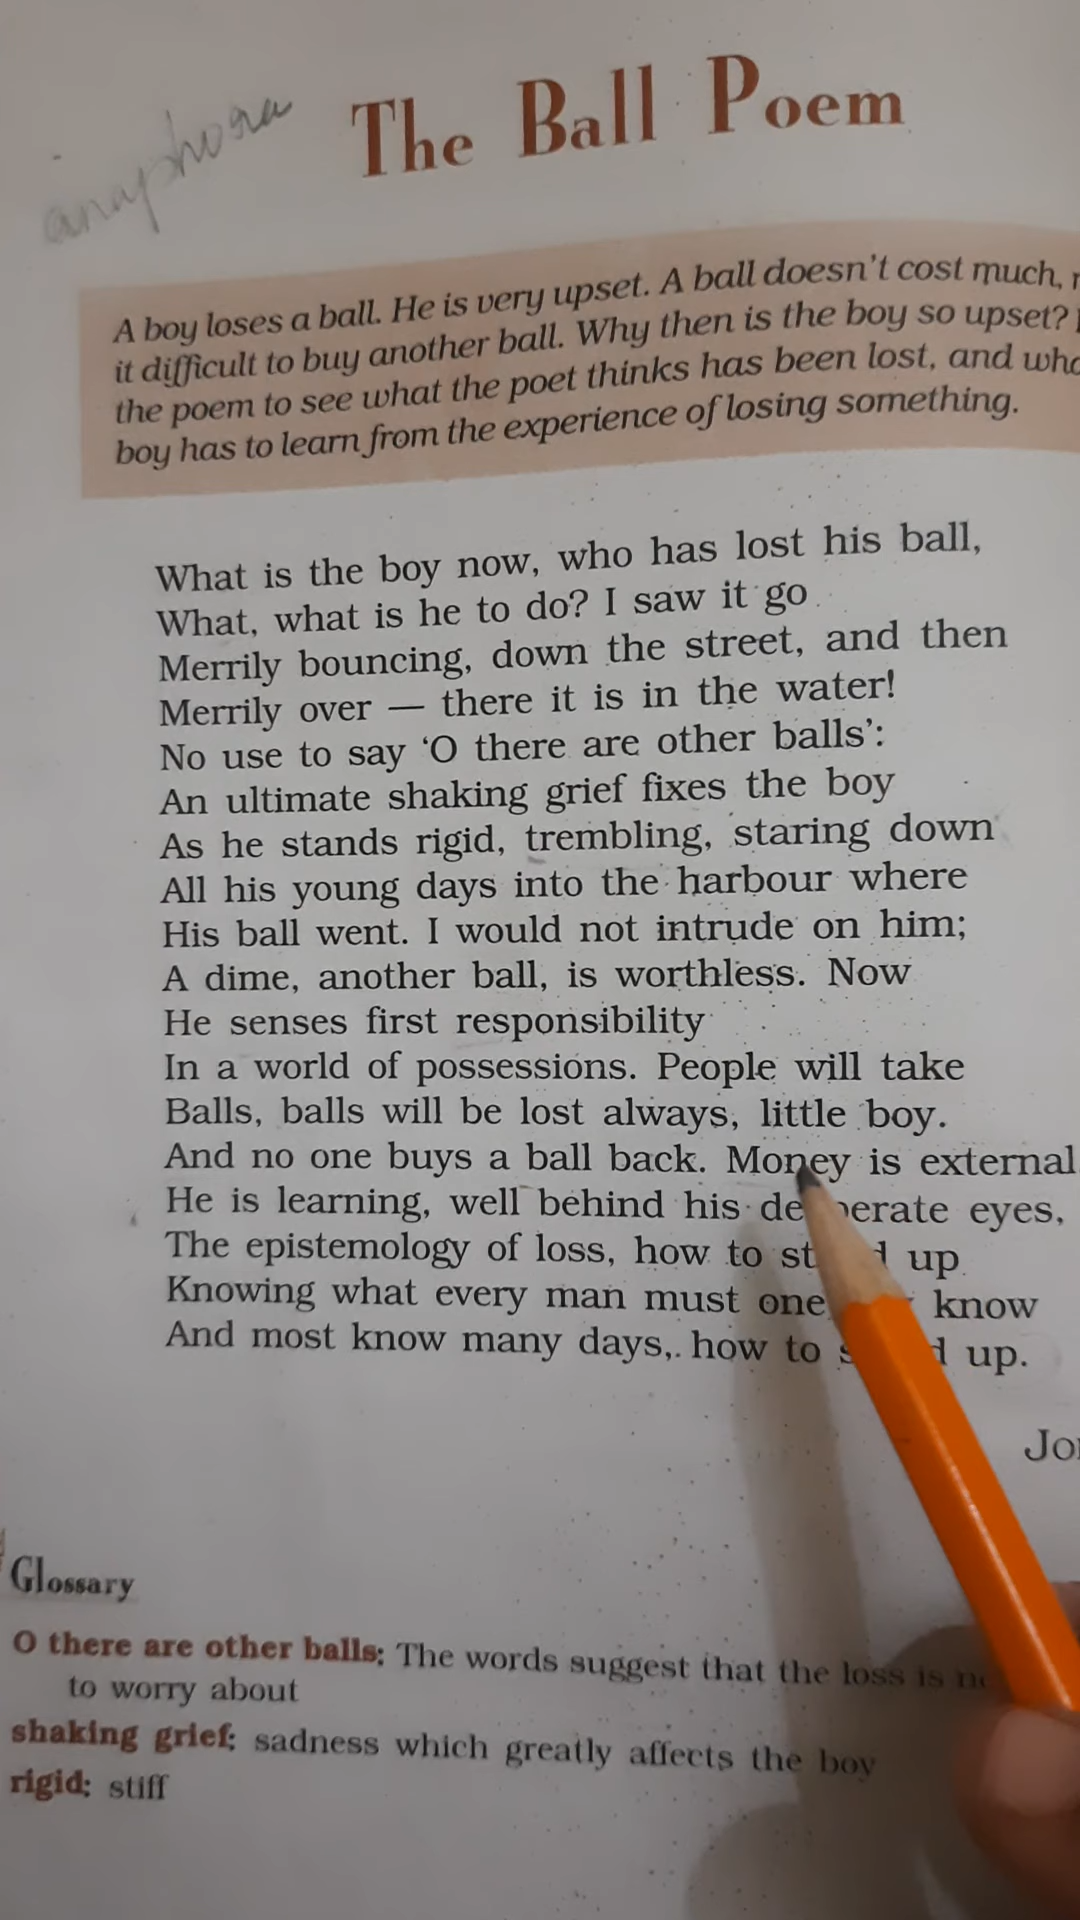 anaphora
The Ball Poem
A boy loses a ball. He is very upset. A ball doesn't cost much,
it difficult to buy another ball. Why then is the boy so upset?
the poem to see what the poet thinks has been lost, and
boy has to learn from the experience of losing something.
What is the boy now, who has lost his ball,
What, what is he to do? I saw it go
Merrily bouncing, down the street, and then
Merrily over — there it is in the water!
No use to say ‘O there are other balls’:
An ultimate shaking grief fixes the boy
As he stands rigid, trembling, staring down
All his young days into the harbour where
His ball went. I would not intrude on him;
A dime, another ball, is worthless. Now
He senses first responsibility
In a world of possessions. People will take
Balls, balls will be lost always, little boy.
And no one buys a ball back. Money is external
He is learning, well behind his eyes,
The epistemology of loss, how to up
Knowing what every man must one know
And most know many days, how to up.
Glossary
O there are other balls: The words suggest that the loss is
to worry about
shaking grief: sadness which greatly affects the boy
rigid: stiff